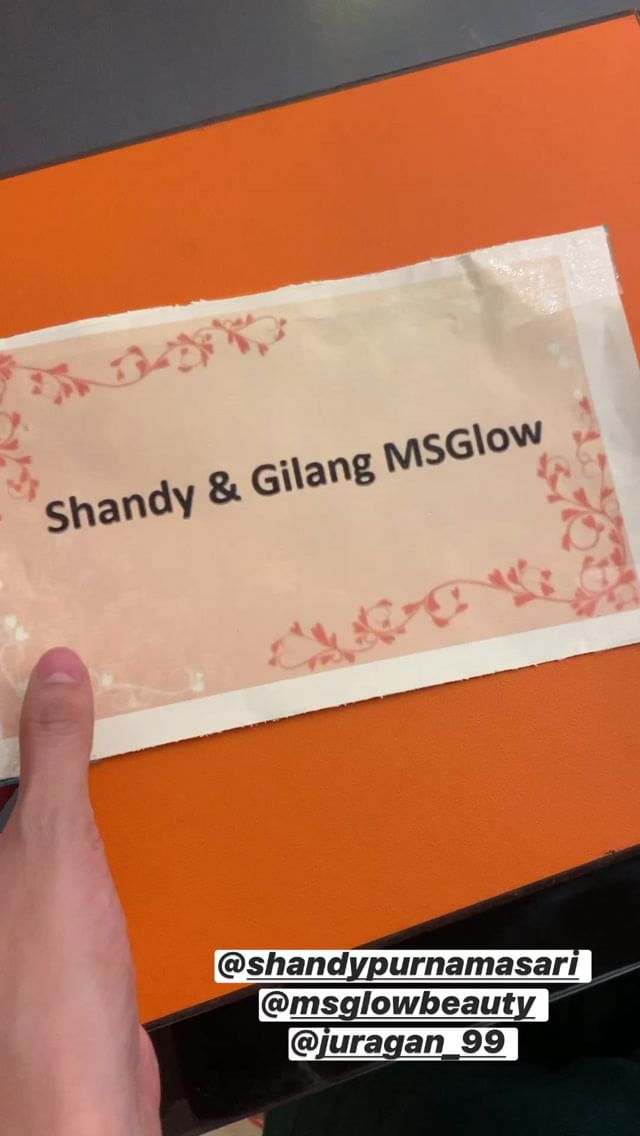 Shandy & Gilang MSGlow
@shandypurnamasari
@msglowbeauty
@juragan_99